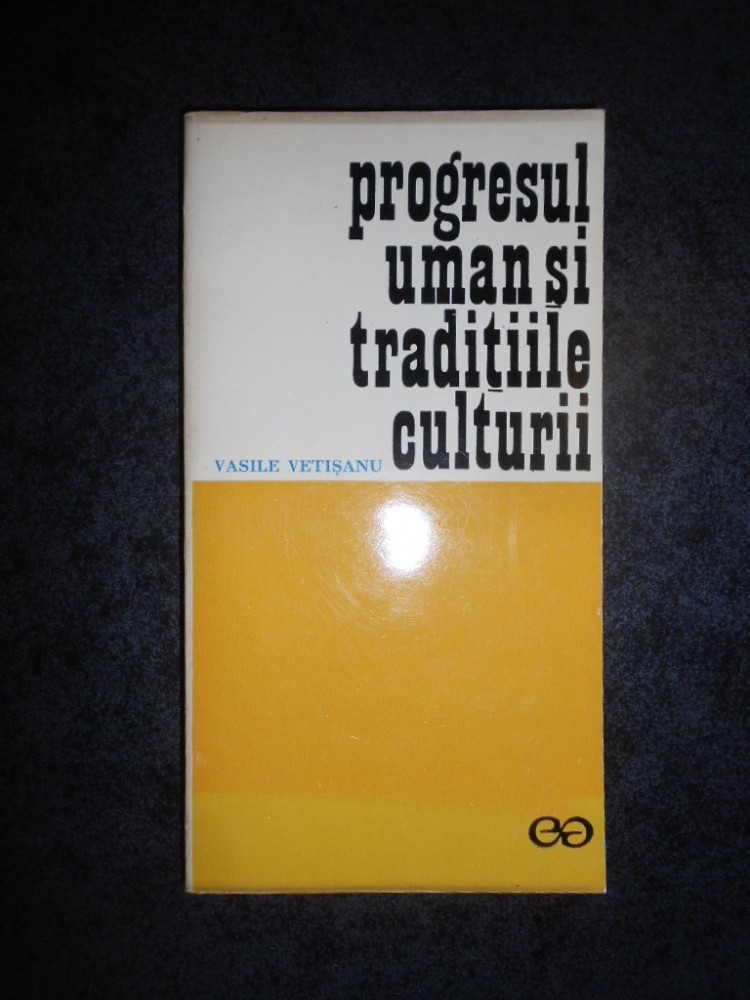 progresul
uman și
tradițiile
culturii
VASILE VETIȘANU